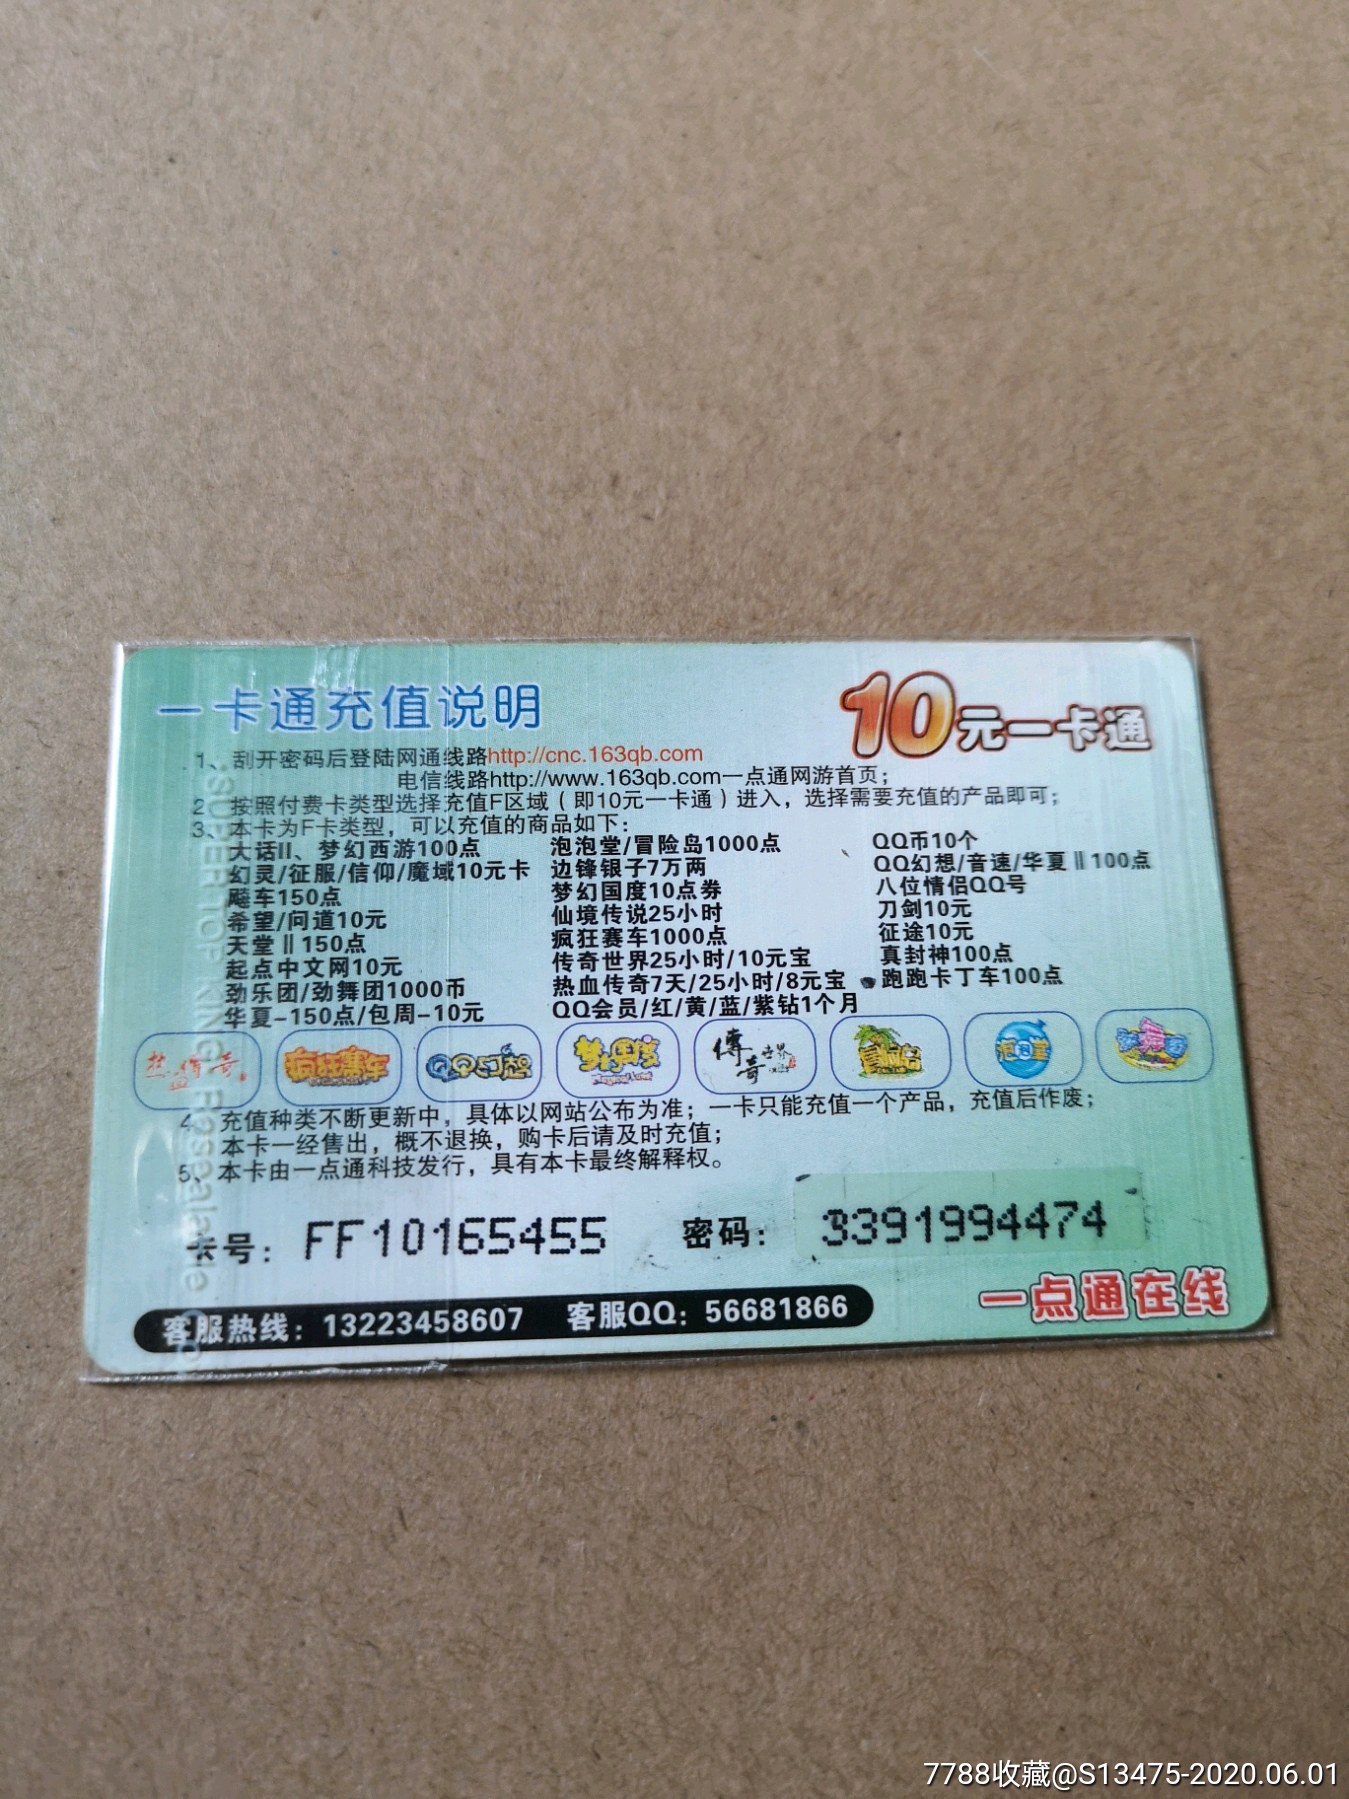 一卡通充值说明
10元一卡通
1、刮开密码后登陆网通线路http://cnc.163qb.com
电信线路http://www.163qb.com一点通网游首页；
2、按照付费卡类型选择充值F区域（即10元一卡通）进入，选择需要充值的产品即可；
3、本卡为F卡类型，可以充值的商品如下：
大话II、梦幻西游100点 泡泡堂/冒险岛1000点 QQ币10个
幻灵/征服/信仰/魔域10元卡 边锋银子7万两 QQ幻想/音速/华夏Ⅱ100点
飚车150点 梦幻国度10点券 八位情侣QQ号
希望/问道10元 仙境传说25小时 刀剑10元
天堂Ⅱ150点 疯狂赛车1000点 征途10元
起点中文网10元 传奇世界25小时/10元宝 真封神100点
劲乐团/劲舞团1000币 热血传奇7天/25小时/8元宝 跑跑卡丁车100点
华夏-150点/包周-10元 QQ会员/红/黄/蓝/紫钻1个月
疯狂赛车 QQ幻想 梦幻国度 傳奇世界 冒险岛 泡泡堂
4、充值种类不断更新中，具体以网站公布为准；一卡只能充值一个产品，充值后作废；
本卡一经售出，概不退换，购卡后请及时充值；
5、本卡由一点通科技发行，具有本卡最终解释权。
卡号：FF10165455 密码：3391994474
一点通在线
客服热线：13223458607 客服QQ：56681866
7788收藏@S13475-2020.06.01